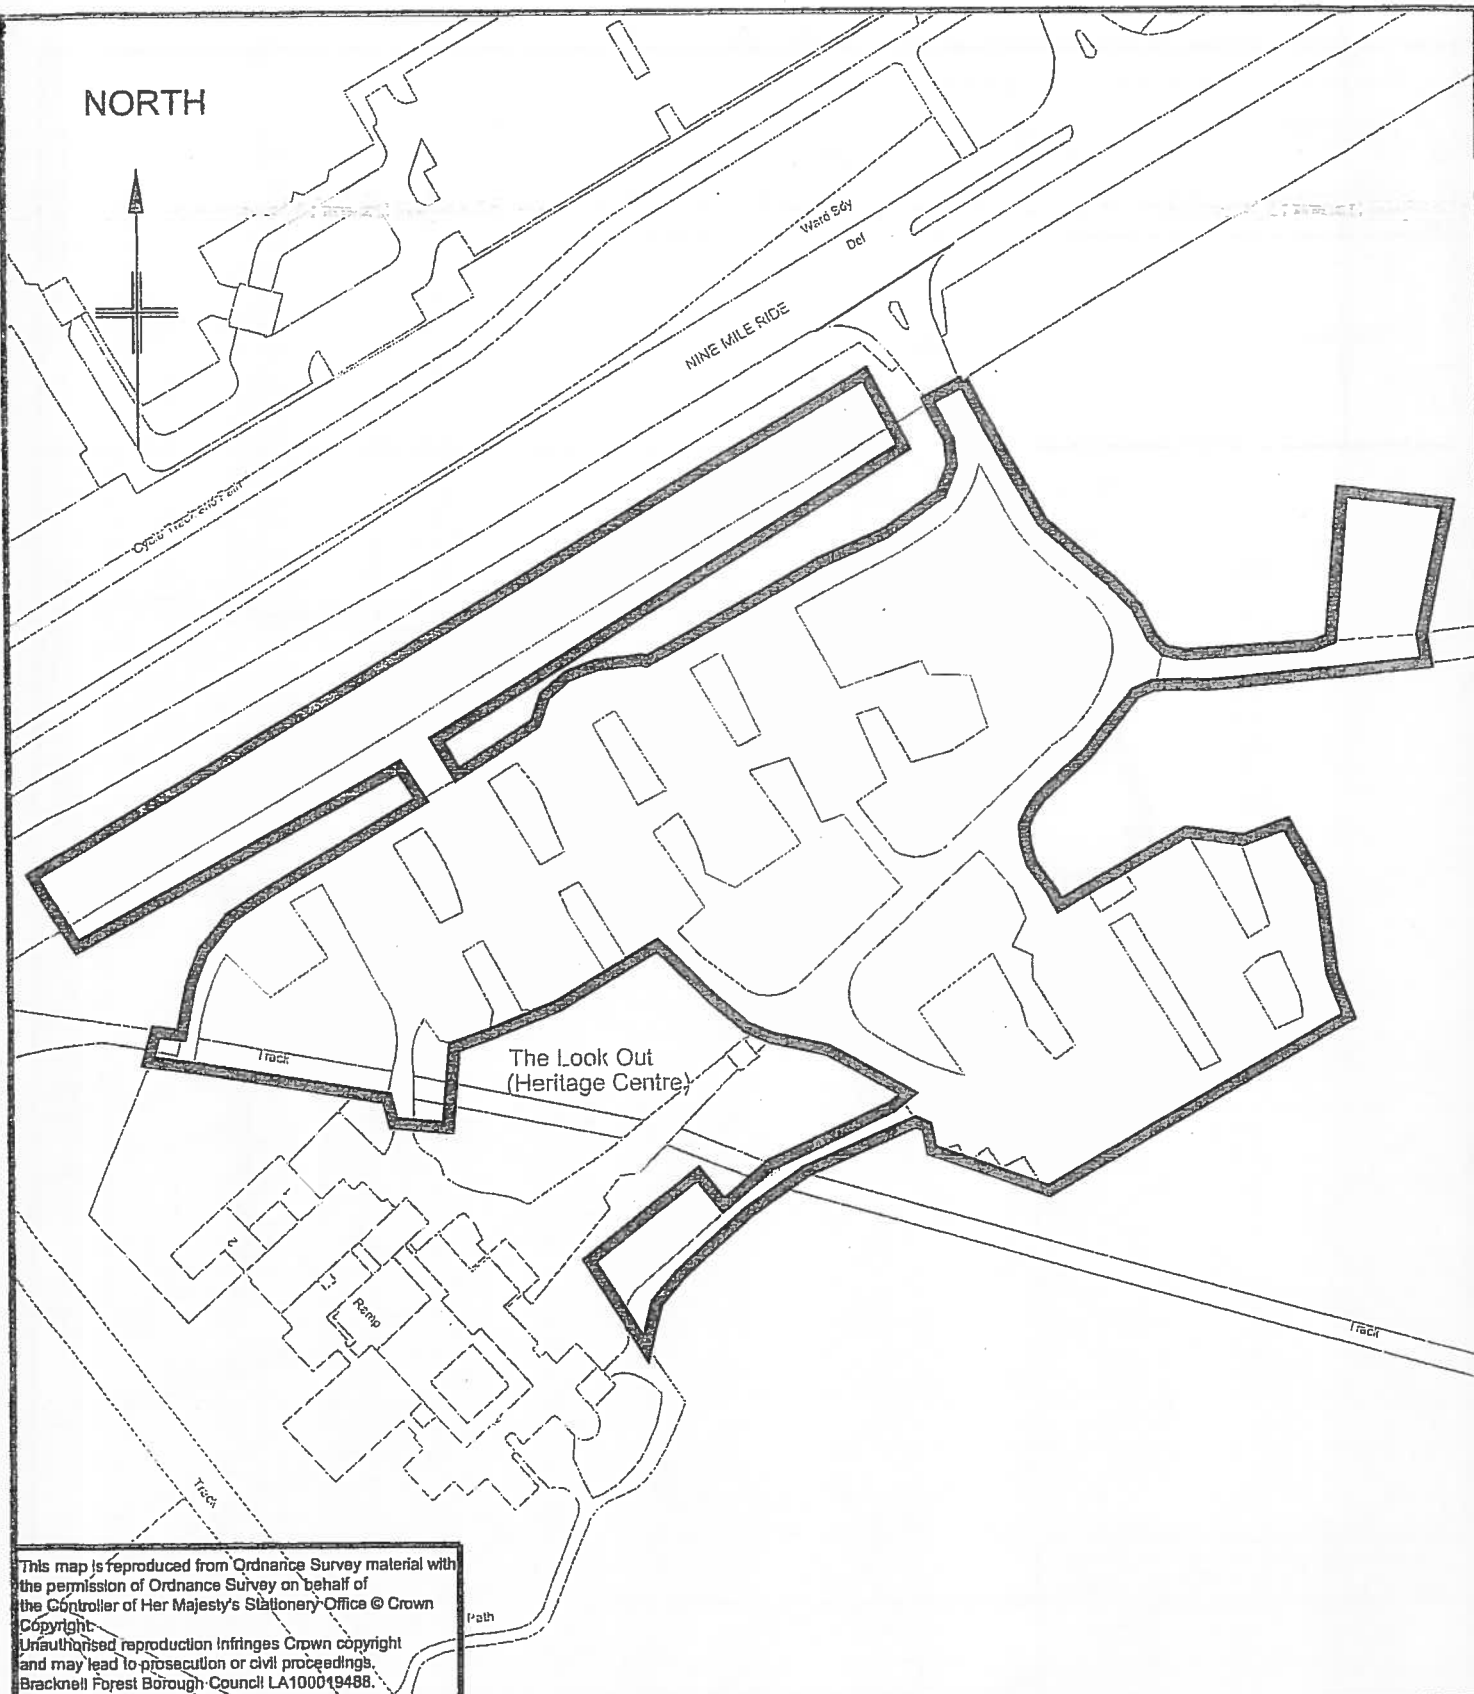 NORTH
Ward Bdy
Def
NINE MILE RIDE
Cycle Track and Path
Track
The Look Out
(Heritage Centre)
2
Ramp
Track
Track
Path
This map is reproduced from Ordnance Survey material with
the permission of Ordnance Survey on behalf of
the Controller of Her Majesty's Stationery Office © Crown
Copyright.
Unauthorised reproduction infringes Crown copyright
and may lead to prosecution or civil proceedings.
Bracknell Forest Borough Council LA100019488.